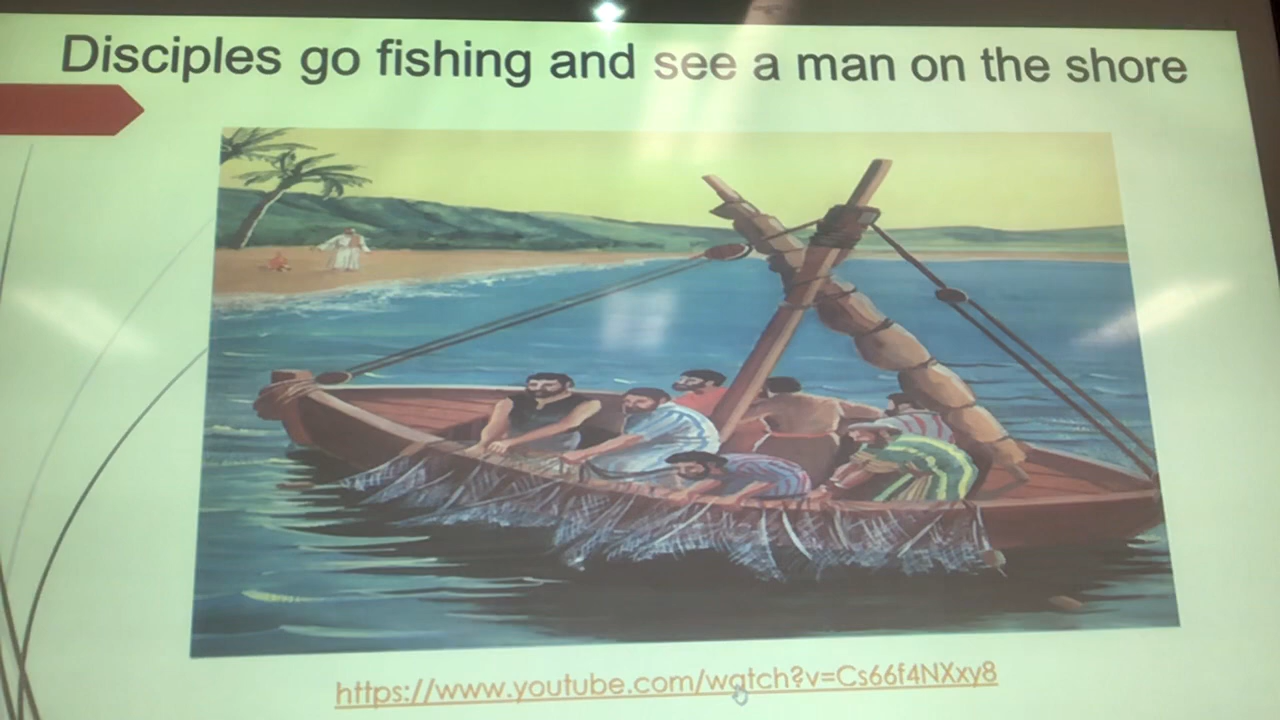 Disciples go fishing and see a man on the shore
https://www.youtube.com/watch?v=Cs66f4NXxy8